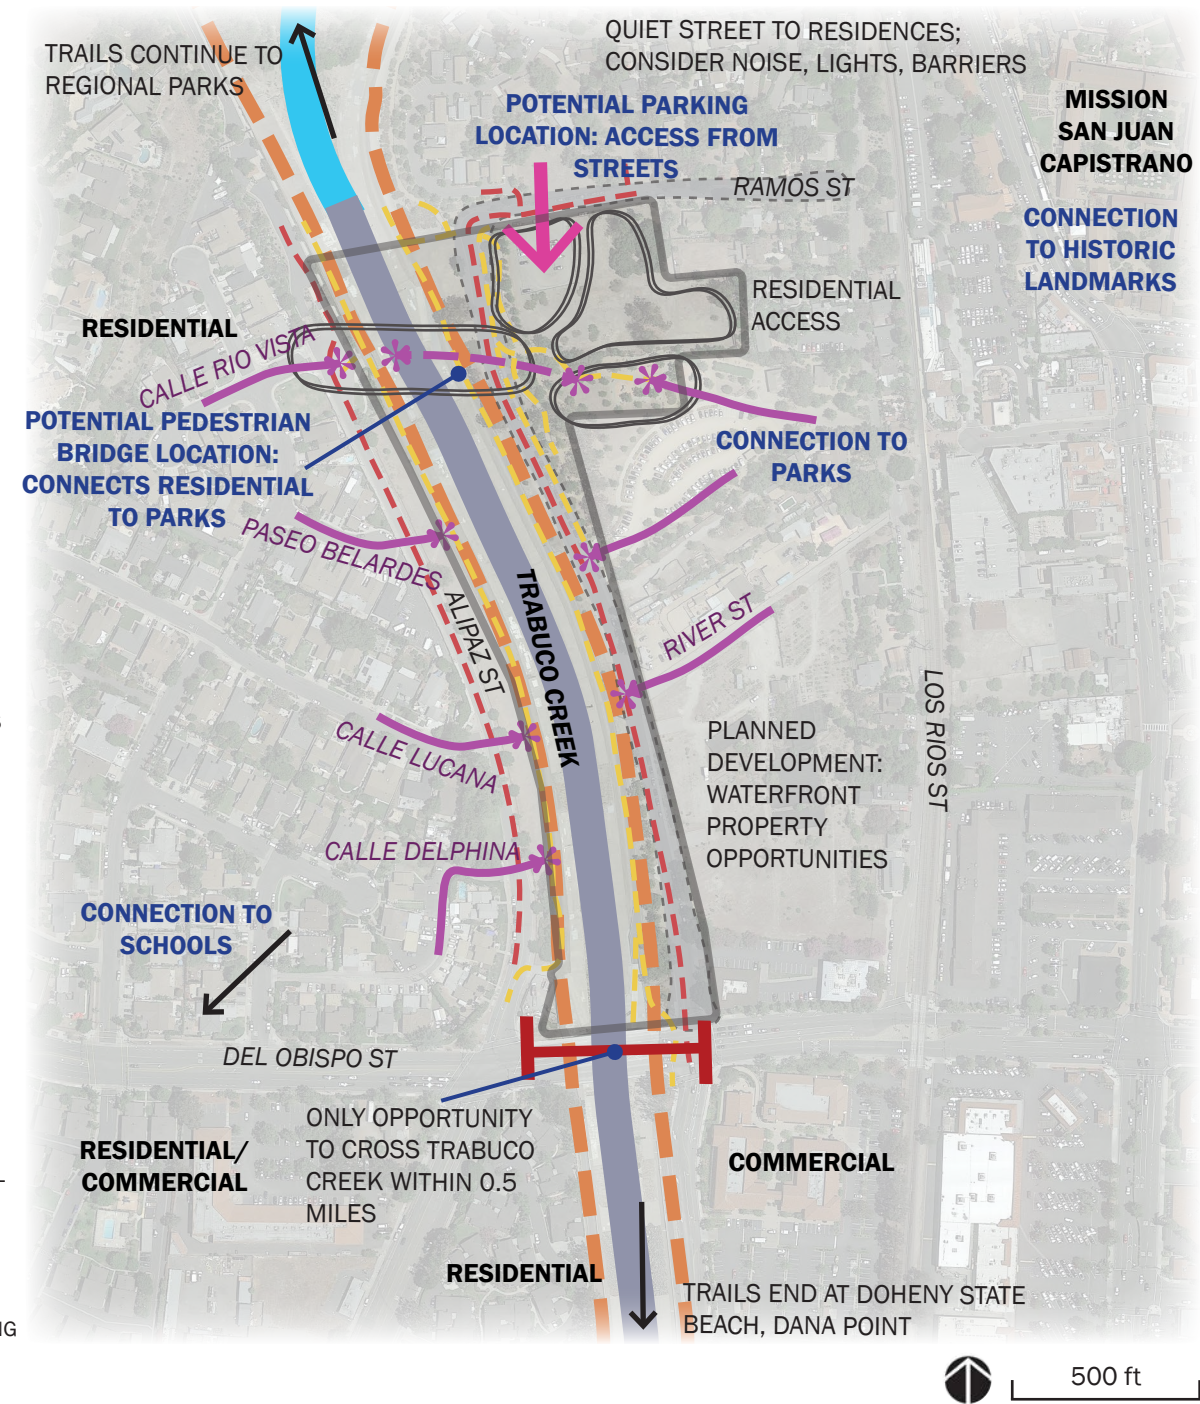 TRAILS CONTINUE TO
REGIONAL PARKS
QUIET STREET TO RESIDENCES;
CONSIDER NOISE, LIGHTS, BARRIERS
POTENTIAL PARKING
LOCATION: ACCESS FROM
STREETS
MISSION
SAN JUAN
CAPISTRANO
RAMOS ST
CONNECTION
TO HISTORIC
LANDMARKS
RESIDENTIAL
ACCESS
RESIDENTIAL
CALLE RIO VISTA
POTENTIAL PEDESTRIAN
BRIDGE LOCATION:
CONNECTS RESIDENTIAL
TO PARKS
CONNECTION TO
PARKS
PASEO BELARDES
ALIPAZ ST
TRABUCO CREEK
RIVER ST
LOS RIOS ST
CALLE LUCANA
PLANNED
DEVELOPMENT:
WATERFRONT
PROPERTY
OPPORTUNITIES
CALLE DELPHINA
CONNECTION TO
SCHOOLS
DEL OBISPO ST
ONLY OPPORTUNITY
TO CROSS TRABUCO
CREEK WITHIN 0.5
MILES
RESIDENTIAL/
COMMERCIAL
COMMERCIAL
RESIDENTIAL
TRAILS END AT DOHENY STATE
BEACH, DANA POINT
500 ft